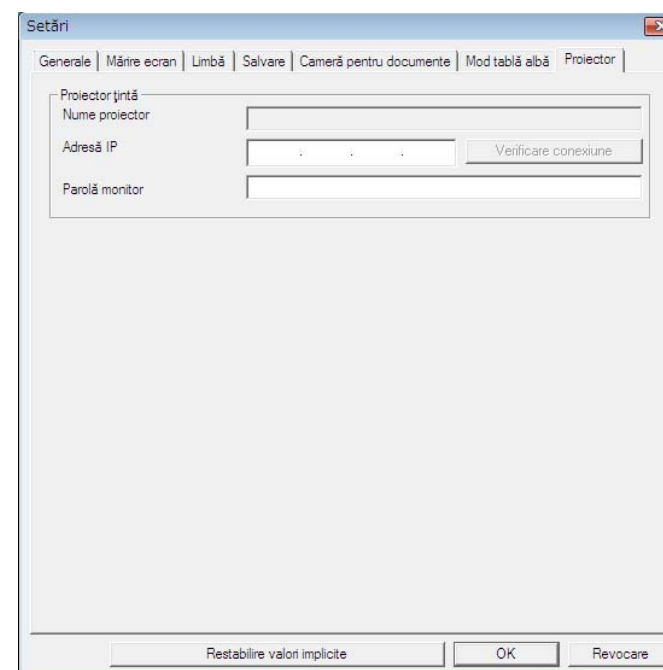 Setări
Generale Mărire ecran Limbă Salvare Cameră pentru documente Mod tablă albă Proiector
Proiector ţintă
Nume proiector
Adresă IP . . . Verificare conexiune
Parolă monitor
Restabilire valori implicite OK Revocare